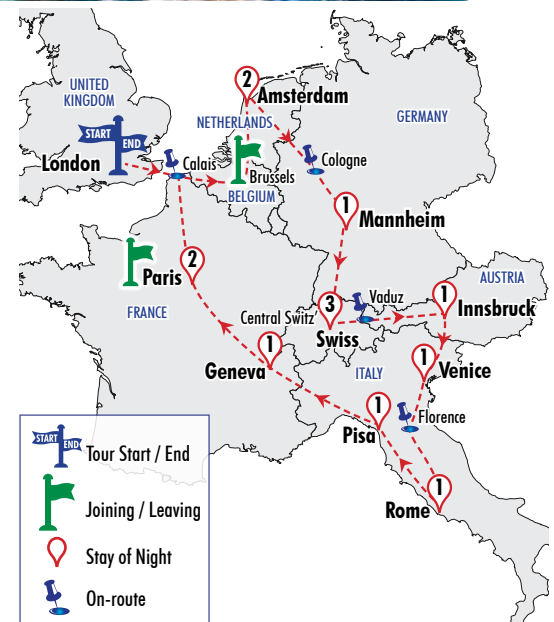 UNITED
KINGDOM
START
END
London
Calais
2
Amsterdam
NETHERLANDS
GERMANY
Brussels
BELGIUM
Cologne
1
Mannheim
2
Paris
FRANCE
AUSTRIA
Central Switz'
3
Swiss
Vaduz
1
Innsbruck
1
Geneva
ITALY
1
Venice
1
Pisa
Florence
1
Rome
START
END
Tour Start / End
Joining / Leaving
Stay of Night
On-route